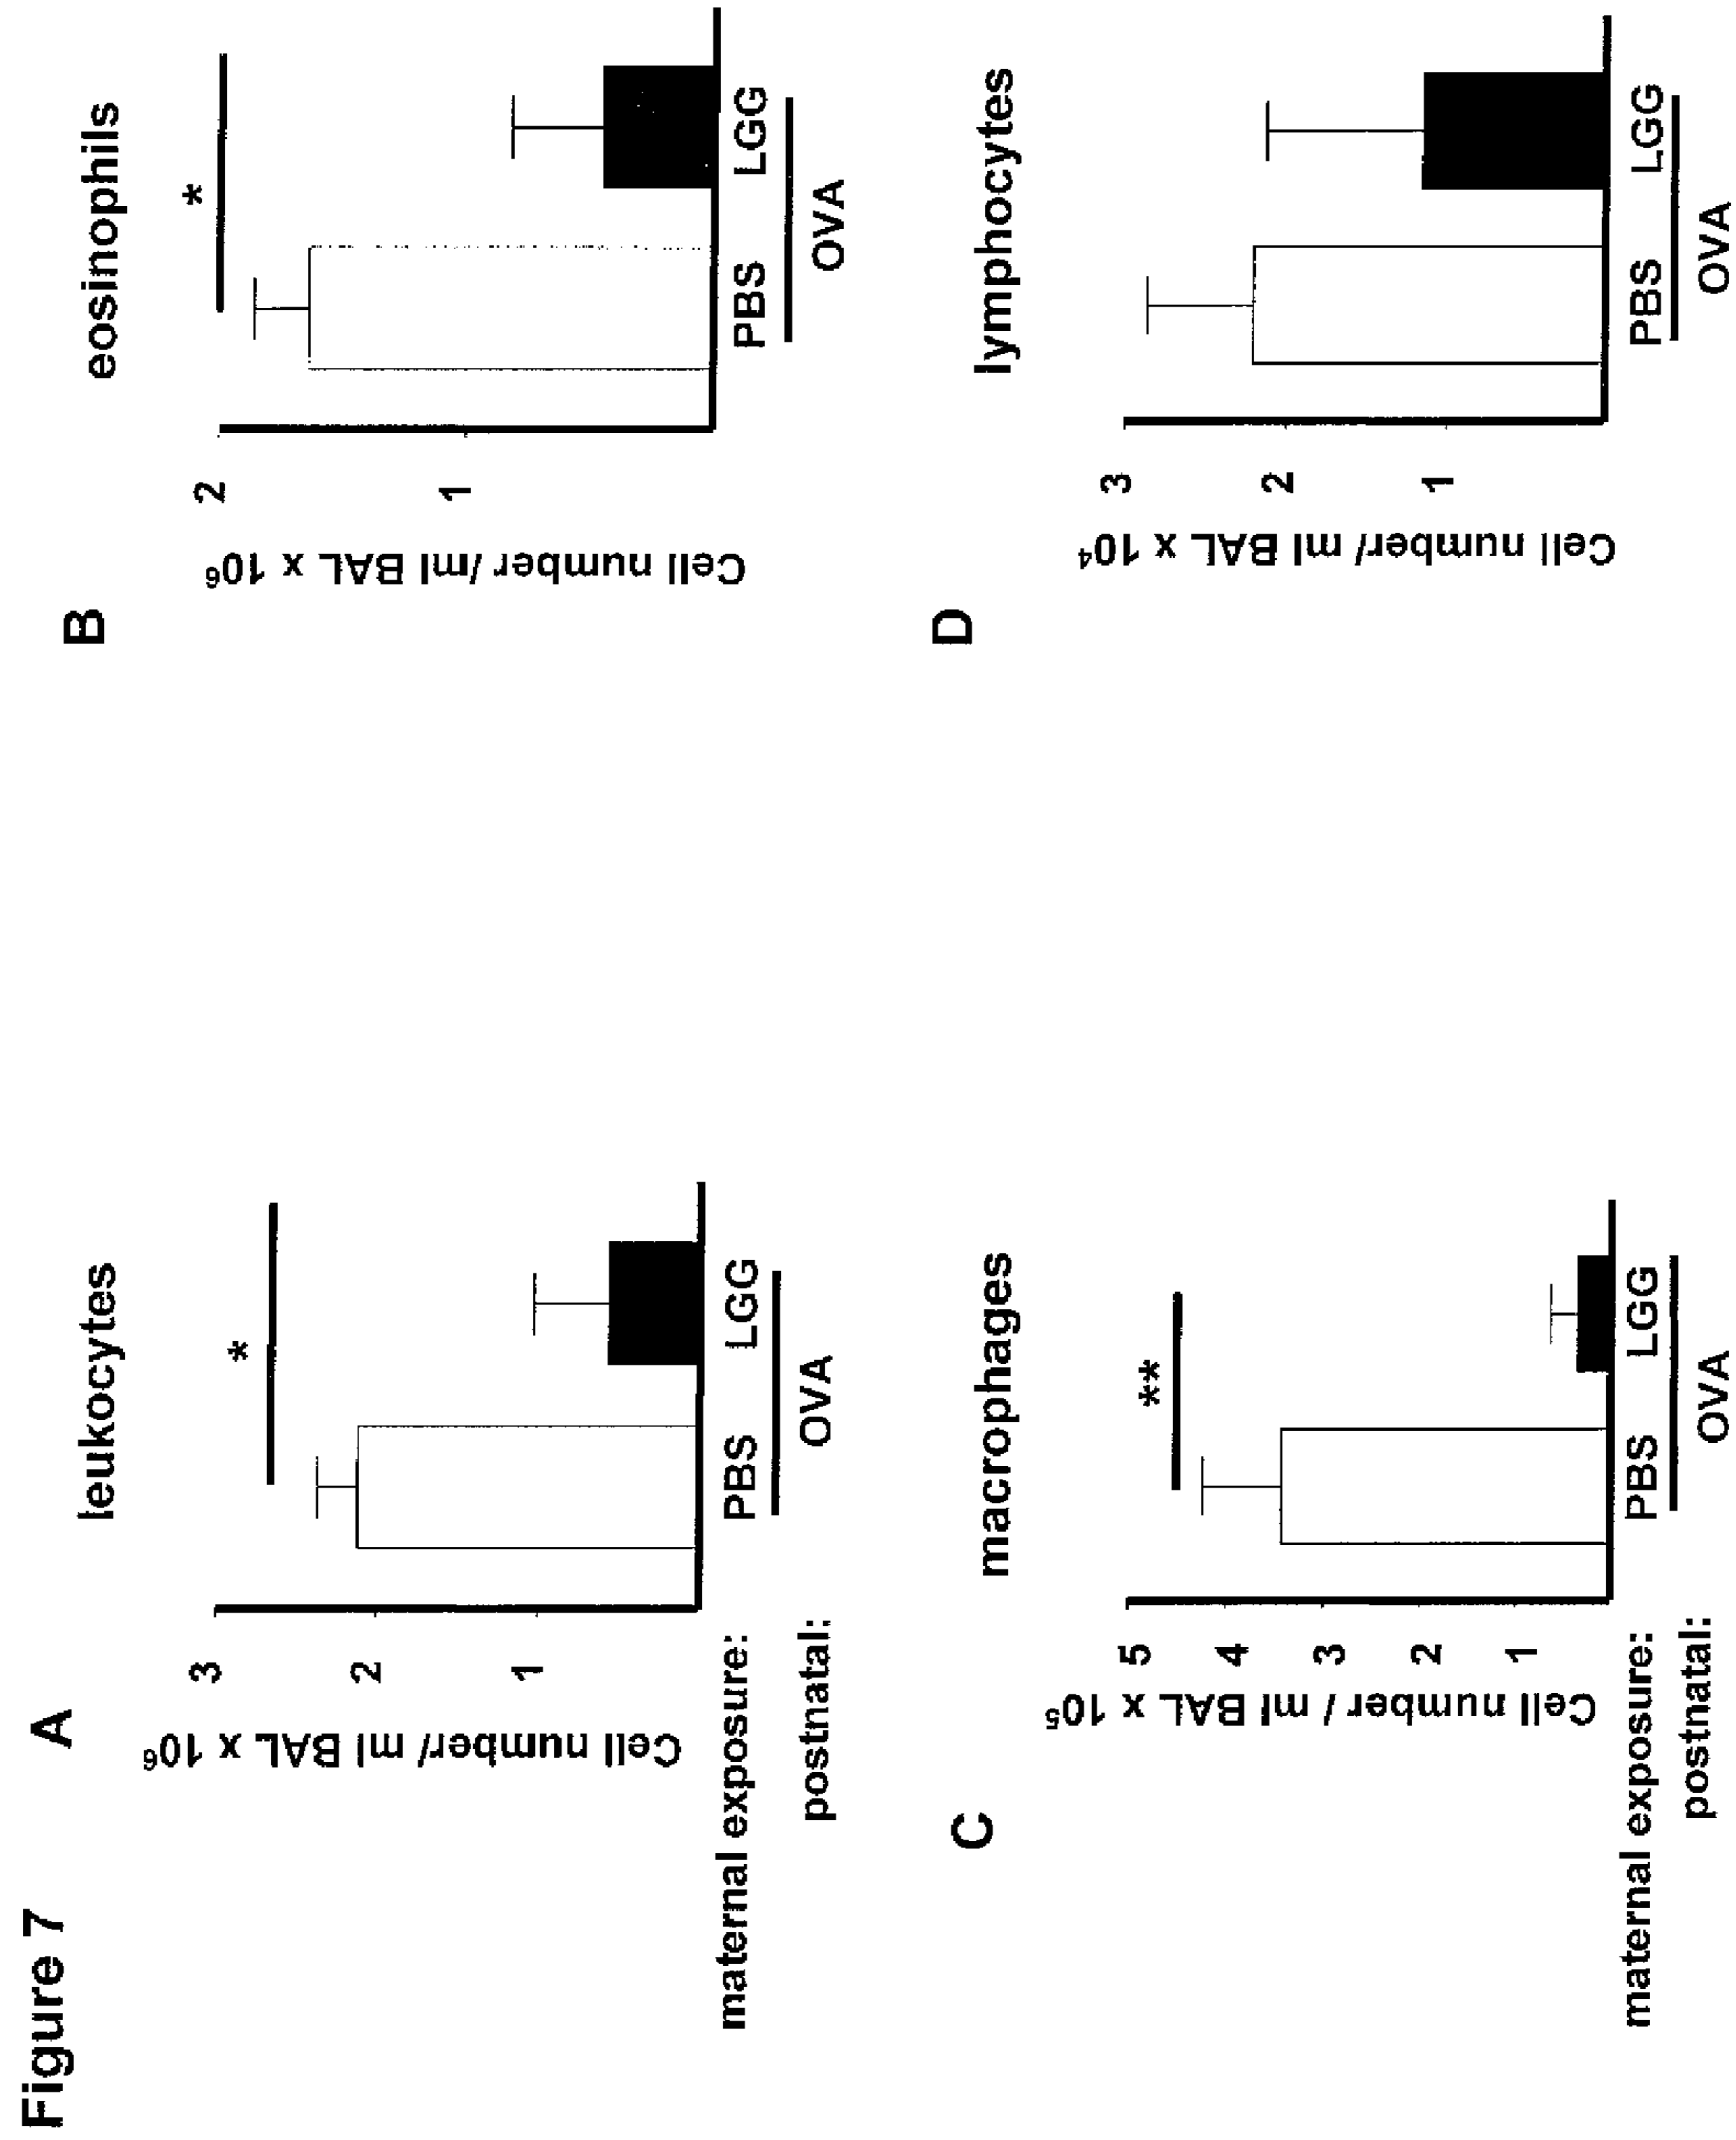 Figure 7
A
leukocytes
Cell number/ ml BAL x 10⁶
3
2
1
*
maternal exposure: PBS LGG
postnatal: OVA
B
eosinophils
Cell number/ ml BAL x 10⁶
2
1
*
PBS LGG
OVA
C
macrophages
Cell number / ml BAL x 10⁵
5
4
3
2
1
**
maternal exposure: PBS LGG
postnatal: OVA
D
lymphocytes
Cell number/ ml BAL x 10⁴
3
2
1
PBS LGG
OVA